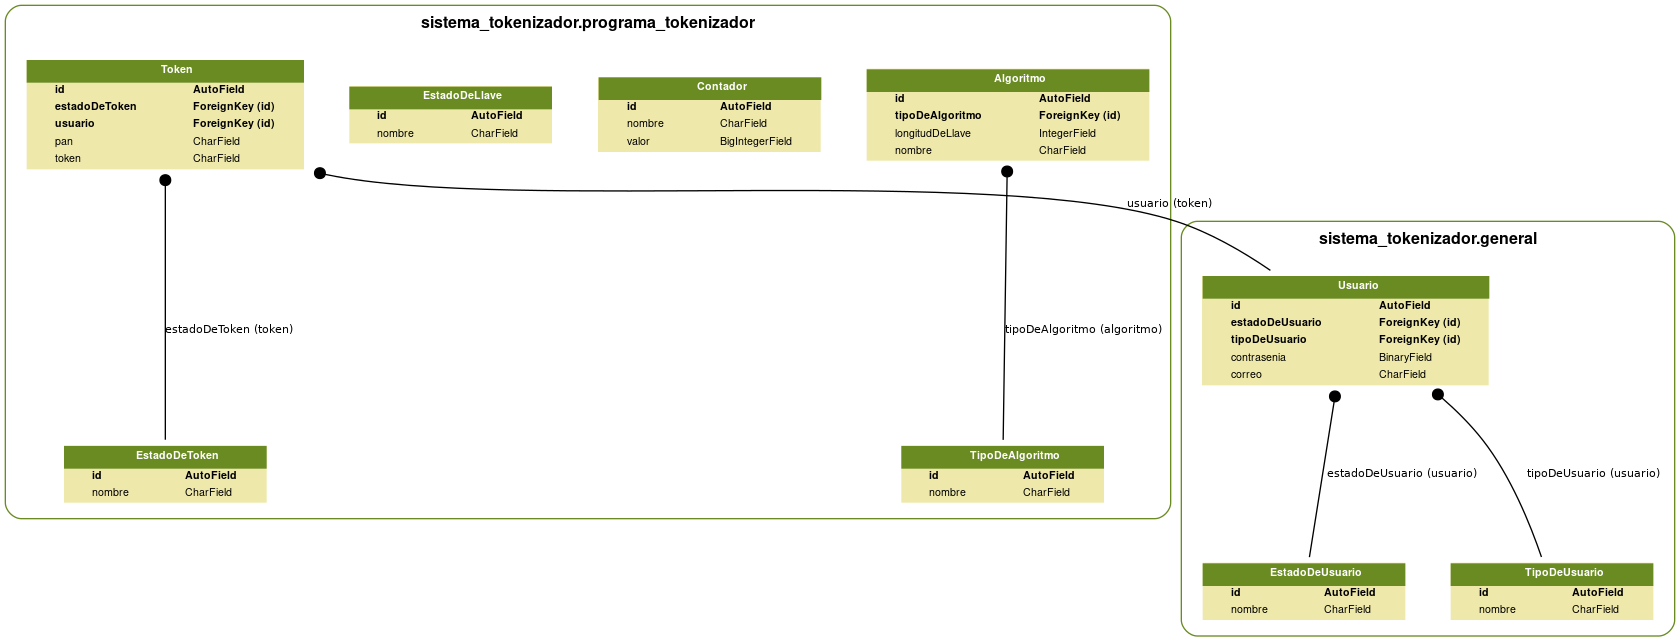 sistema_tokenizador.programa_tokenizador
Token
id AutoField
estadoDeToken ForeignKey (id)
usuario ForeignKey (id)
pan CharField
token CharField
EstadoDeLlave
id AutoField
nombre CharField
Contador
id AutoField
nombre CharField
valor BigIntegerField
Algoritmo
id AutoField
tipoDeAlgoritmo ForeignKey (id)
longitudDeLlave IntegerField
nombre CharField
usuario (token)
estadoDeToken (token)
tipoDeAlgoritmo (algoritmo)
EstadoDeToken
id AutoField
nombre CharField
TipoDeAlgoritmo
id AutoField
nombre CharField
sistema_tokenizador.general
Usuario
id AutoField
estadoDeUsuario ForeignKey (id)
tipoDeUsuario ForeignKey (id)
contrasenia BinaryField
correo CharField
estadoDeUsuario (usuario)
tipoDeUsuario (usuario)
EstadoDeUsuario
id AutoField
nombre CharField
TipoDeUsuario
id AutoField
nombre CharField